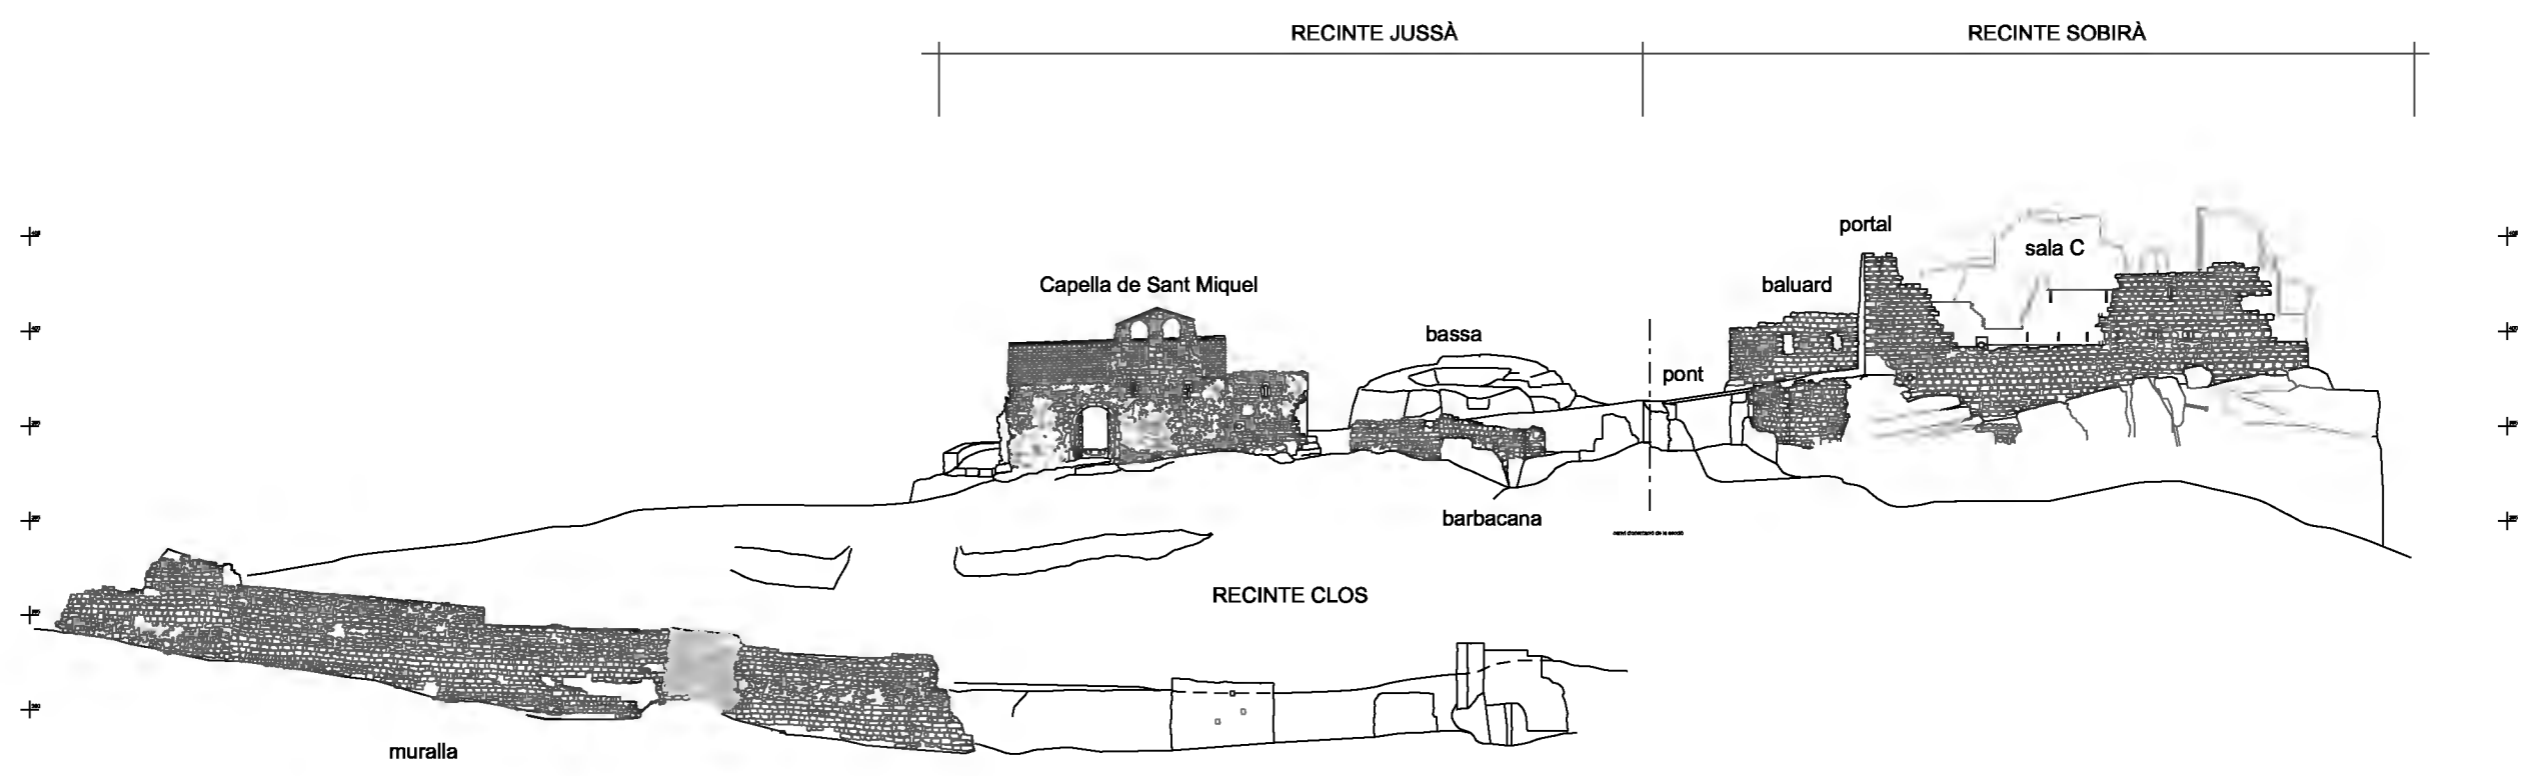 RECINTE JUSSÀ
RECINTE SOBIRÀ
portal
sala C
Capella de Sant Miquel
baluard
bassa
pont
barbacana
RECINTE CLOS
muralla